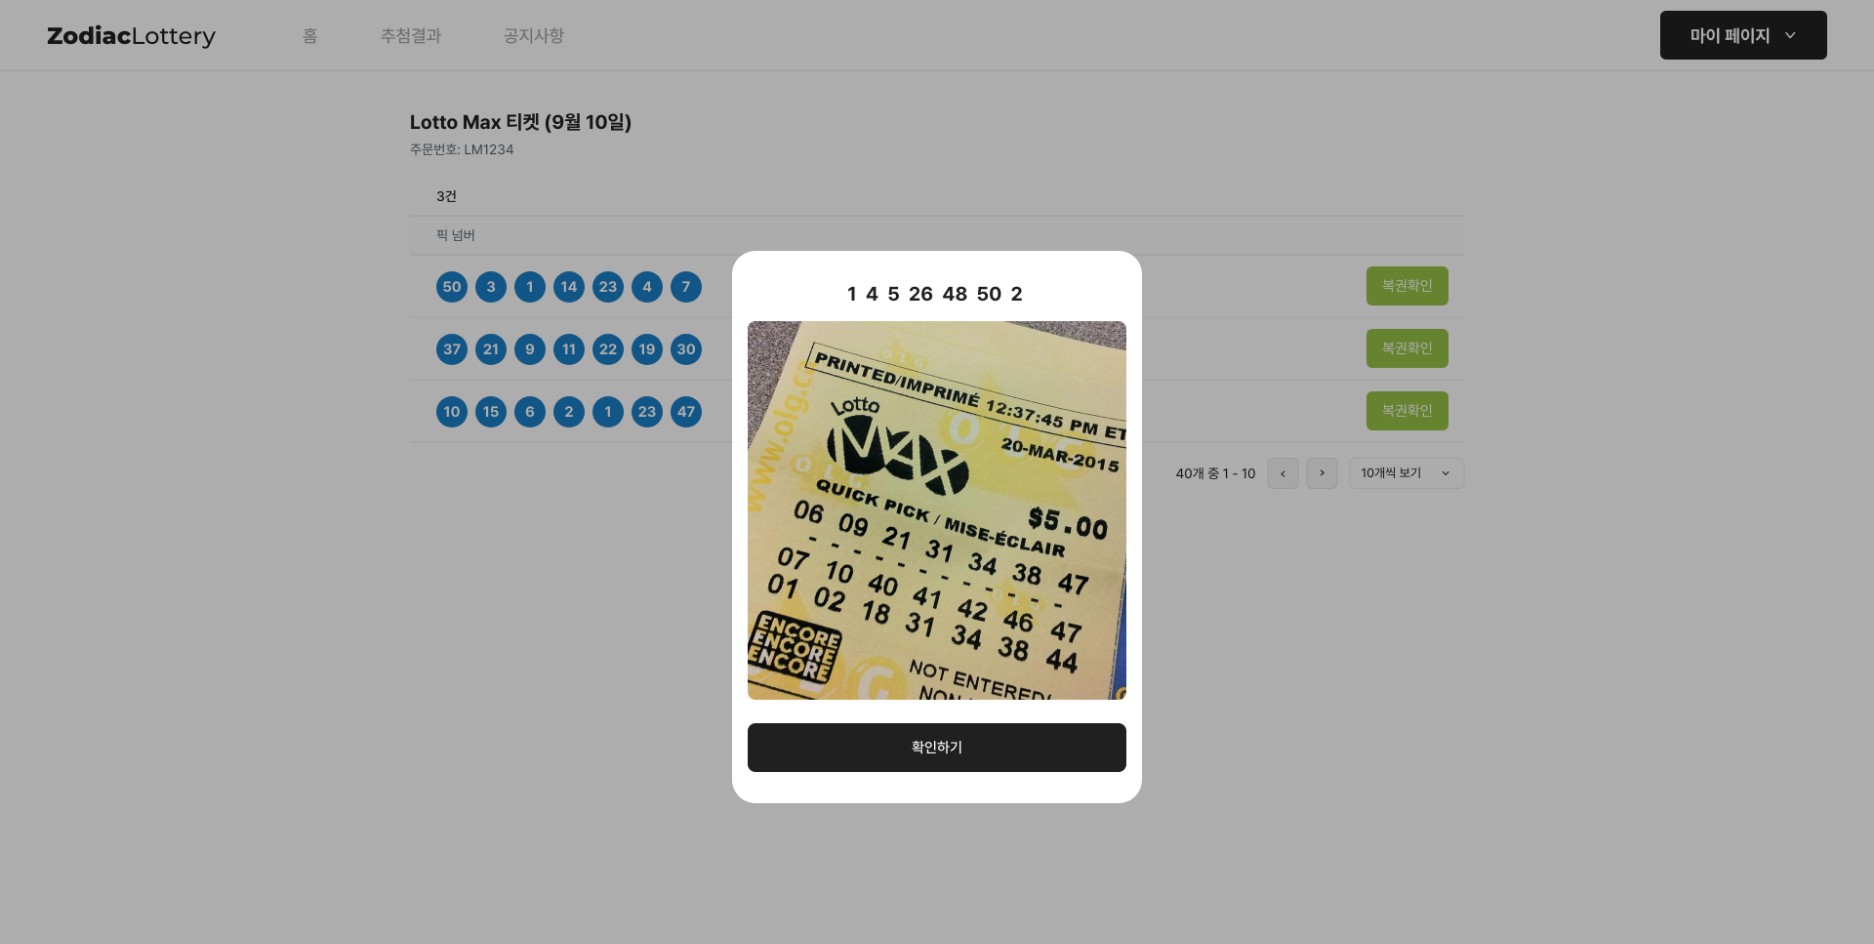 ZodiacLottery 홈 추첨결과 공지사항 마이 페이지
Lotto Max 티켓 (9월 10일)
주문번호: LM1234
3건
픽 넘버
50 3 1 14 23 4 7 복권확인
37 21 9 11 22 19 30 복권확인
10 15 6 2 1 23 47 복권확인
40개 중 1 - 10 < > 10개씩 보기
1 4 5 26 48 50 2
www.olg.c
PRINTED/IMPRIMÉ 12:37:45 PM ET
OLG
Lotto
MAX
20-MAR-2015
QUICK PICK / MISE-ÉCLAIR
$5.00
06 09 21 31 34 38 47
- - - - - - - - - - - -
07 10 40 41 42 46 47
01 02 18 31 34 38 44
ENCORE
ENCORE
ENCORE
NOT ENTERED/
확인하기